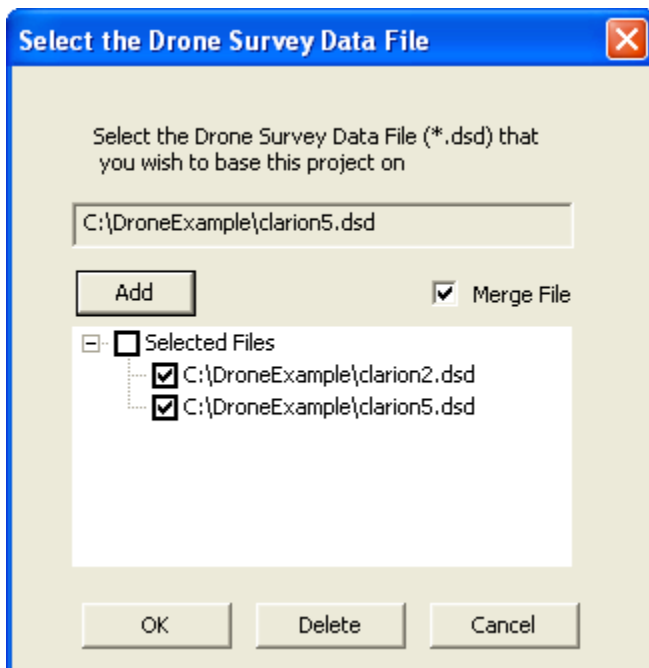 Select the Drone Survey Data File
Select the Drone Survey Data File (*.dsd) that
you wish to base this project on
C:\DroneExample\clarion5.dsd
Add
Merge File
Selected Files
C:\DroneExample\clarion2.dsd
C:\DroneExample\clarion5.dsd
OK Delete Cancel